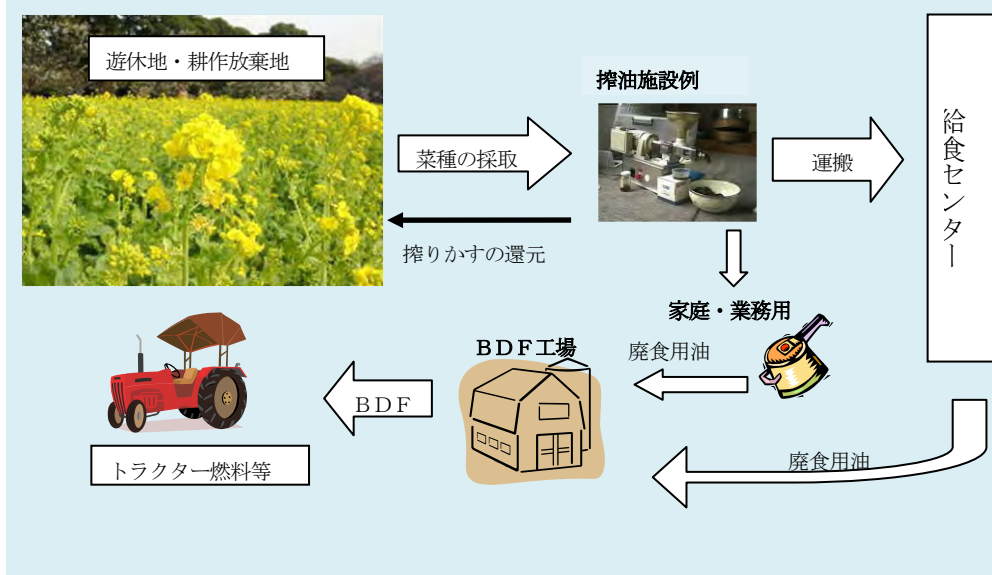 遊休地・耕作放棄地
搾油施設例
菜種の採取
運搬
給食センター
搾りかすの還元
家庭・業務用
BDF工場
廃食用油
BDF
トラクター燃料等
廃食用油